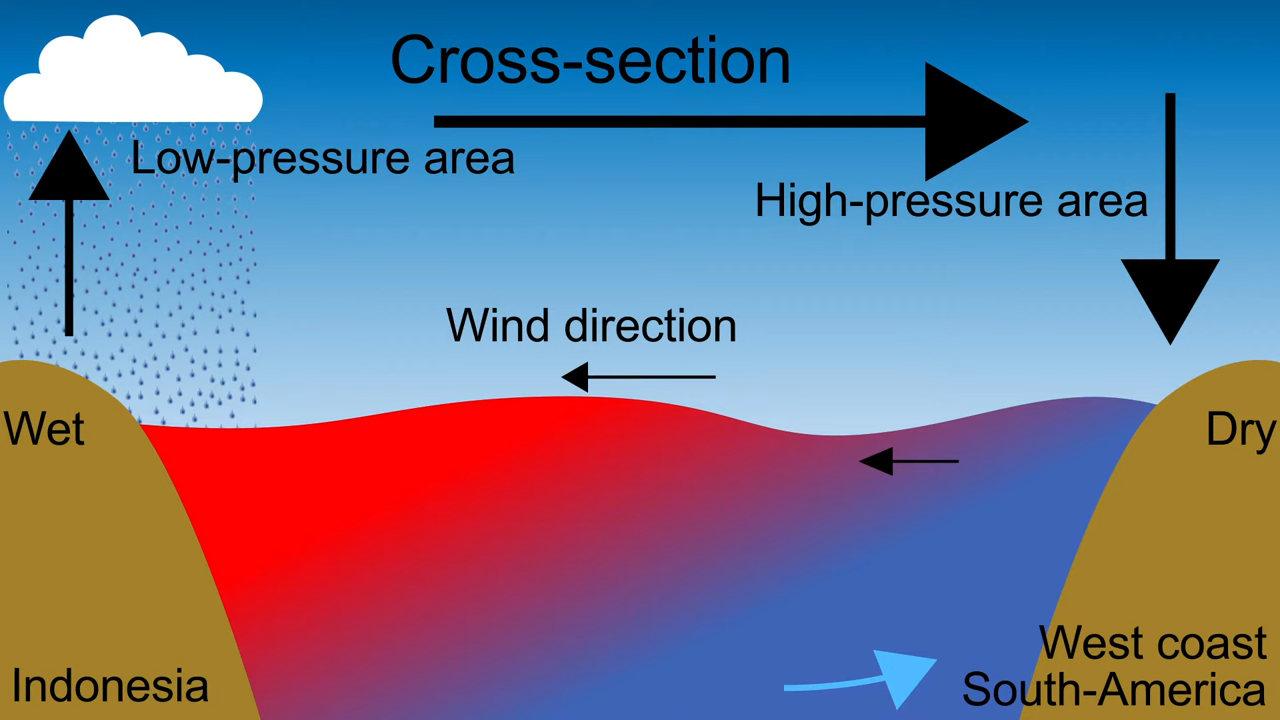 Cross-section
Low-pressure area
High-pressure area
Wind direction
Wet
Dry
Indonesia
West coast
South-America